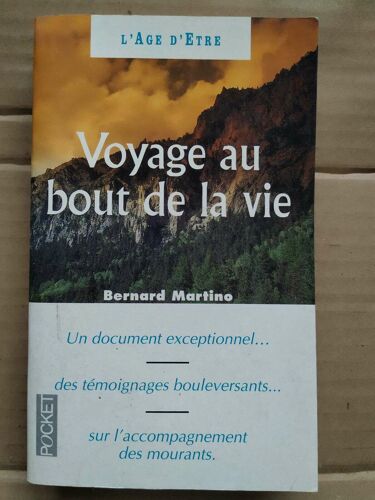 L'AGE D'ETRE
Voyage au
bout de la vie
Bernard Martino
Un document exceptionnel...
des témoignages bouleversants...
sur l'accompagnement
des mourants.
POCKET